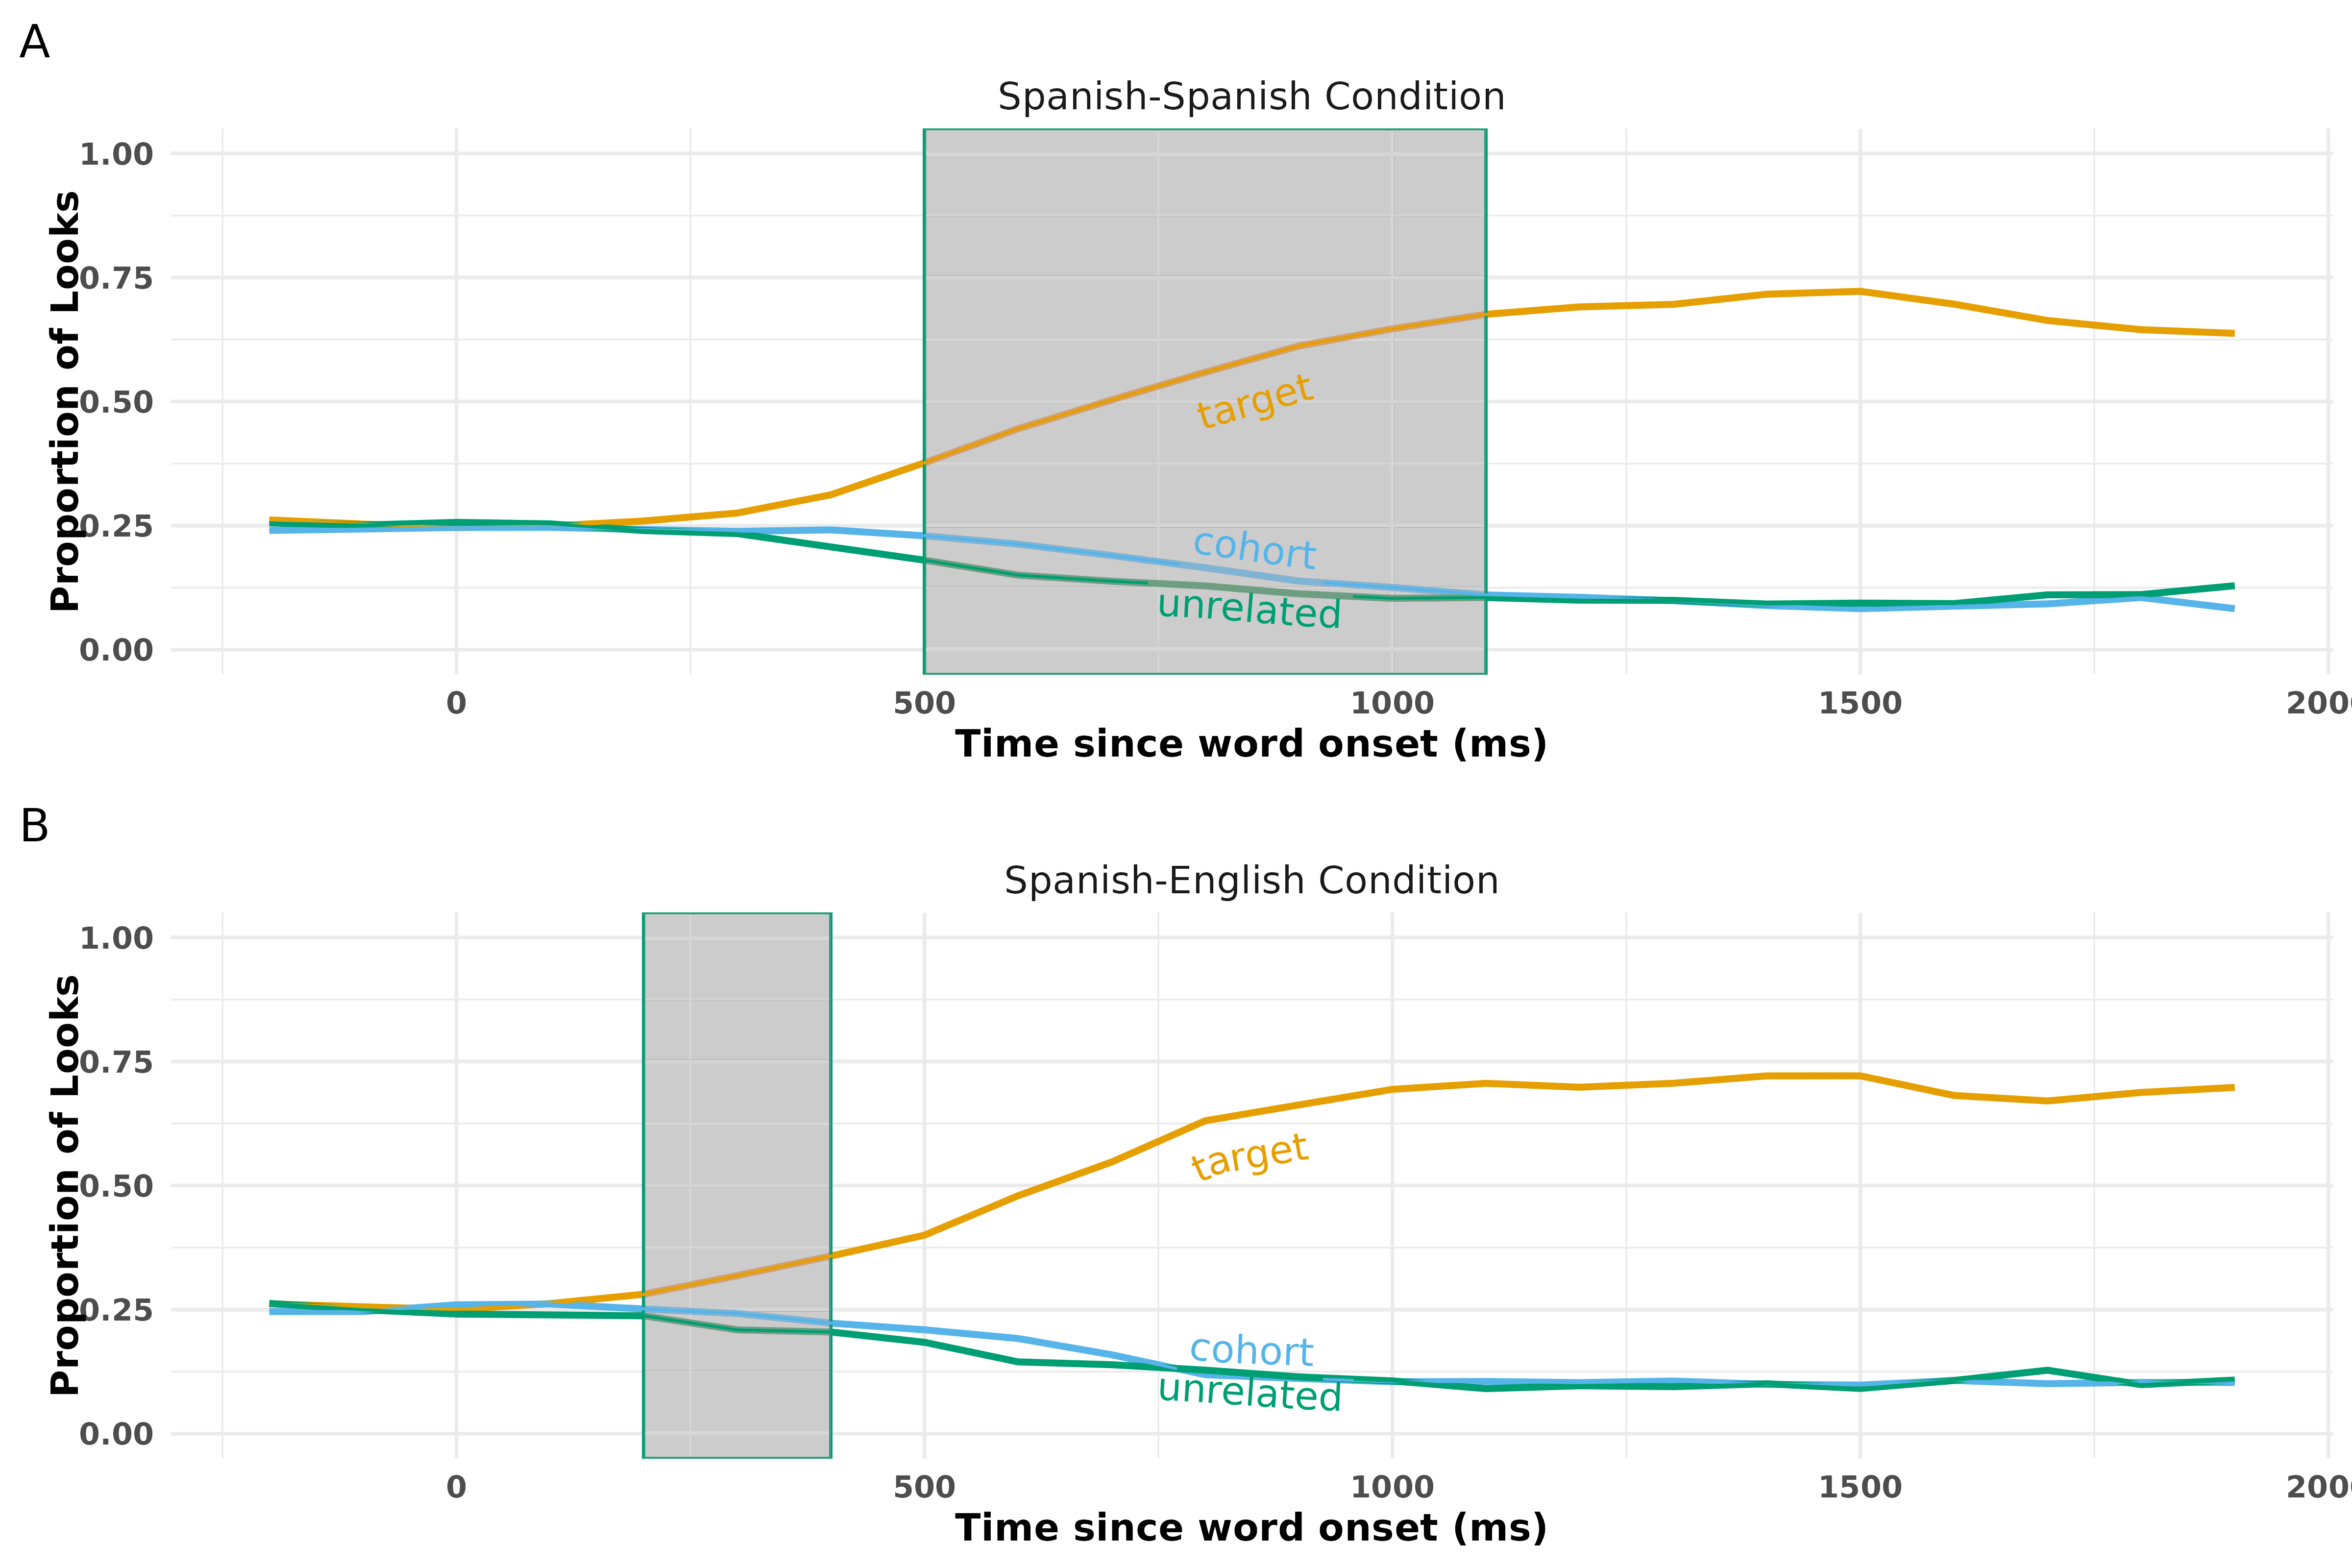 A
Spanish-Spanish Condition
Proportion of Looks
1.00
0.75
0.50
0.25
0.00
target
cohort
unrelated
0 500 1000 1500 200
Time since word onset (ms)
B
Spanish-English Condition
Proportion of Looks
1.00
0.75
0.50
0.25
0.00
target
cohort
unrelated
0 500 1000 1500 200
Time since word onset (ms)